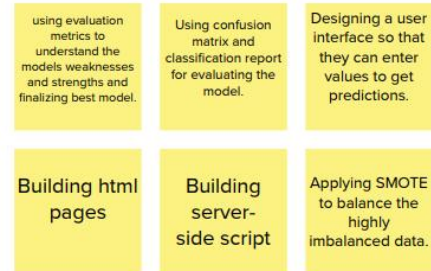 using evaluation
metrics to
understand the
models weaknesses
and strengths and
finalizing best model.
Using confusion
matrix and
classification report
for evaluating the
model.
Designing a user
interface so that
they can enter
values to get
predictions.
Building html
pages
Building
server-
side script
Applying SMOTE
to balance the
highly
imbalanced data.